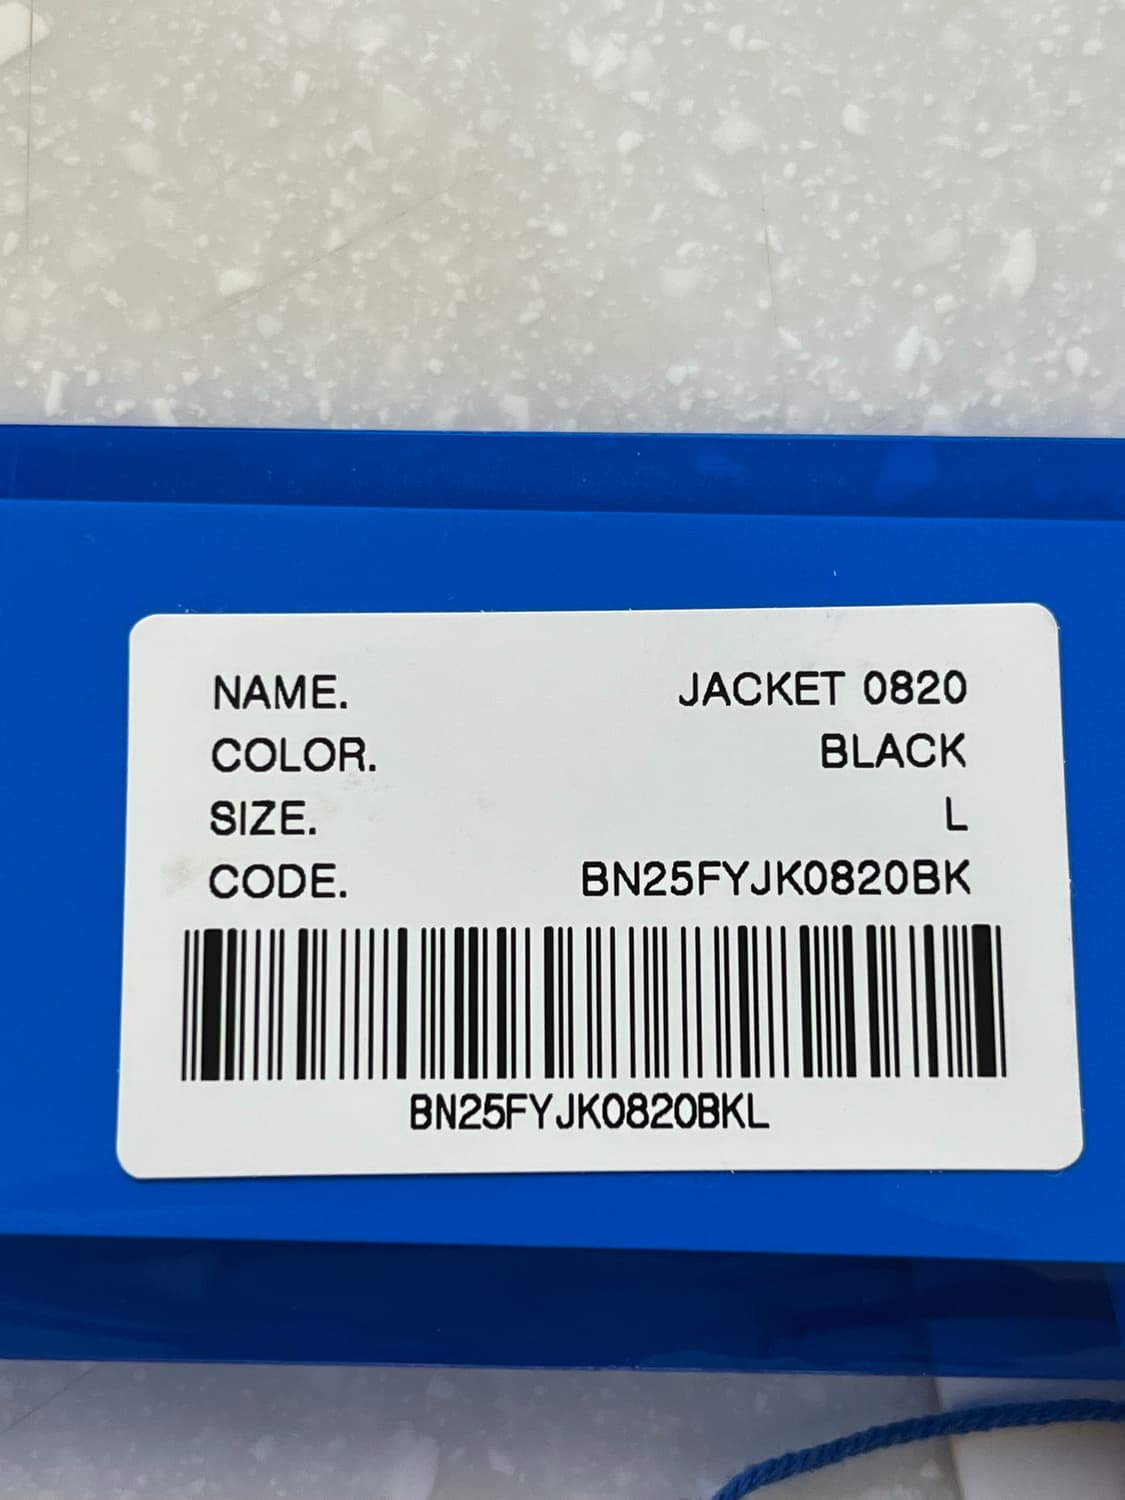 NAME. JACKET 0820
COLOR. BLACK
SIZE. L
CODE. BN25FYJK0820BK
BN25FYJK0820BKL